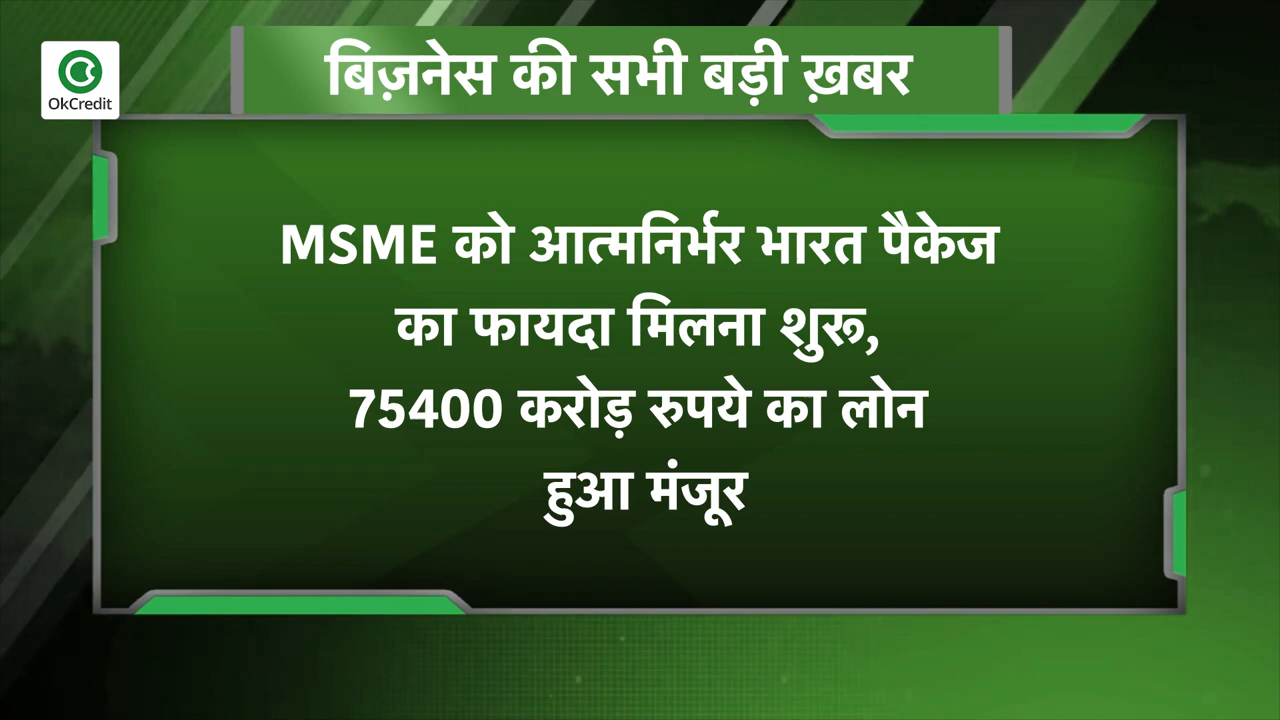 बिज़नेस की सभी बड़ी ख़बर
OkCredit
MSME को आत्मनिर्भर भारत पैकेज
का फायदा मिलना शुरू,
75400 करोड़ रुपये का लोन
हुआ मंजूर